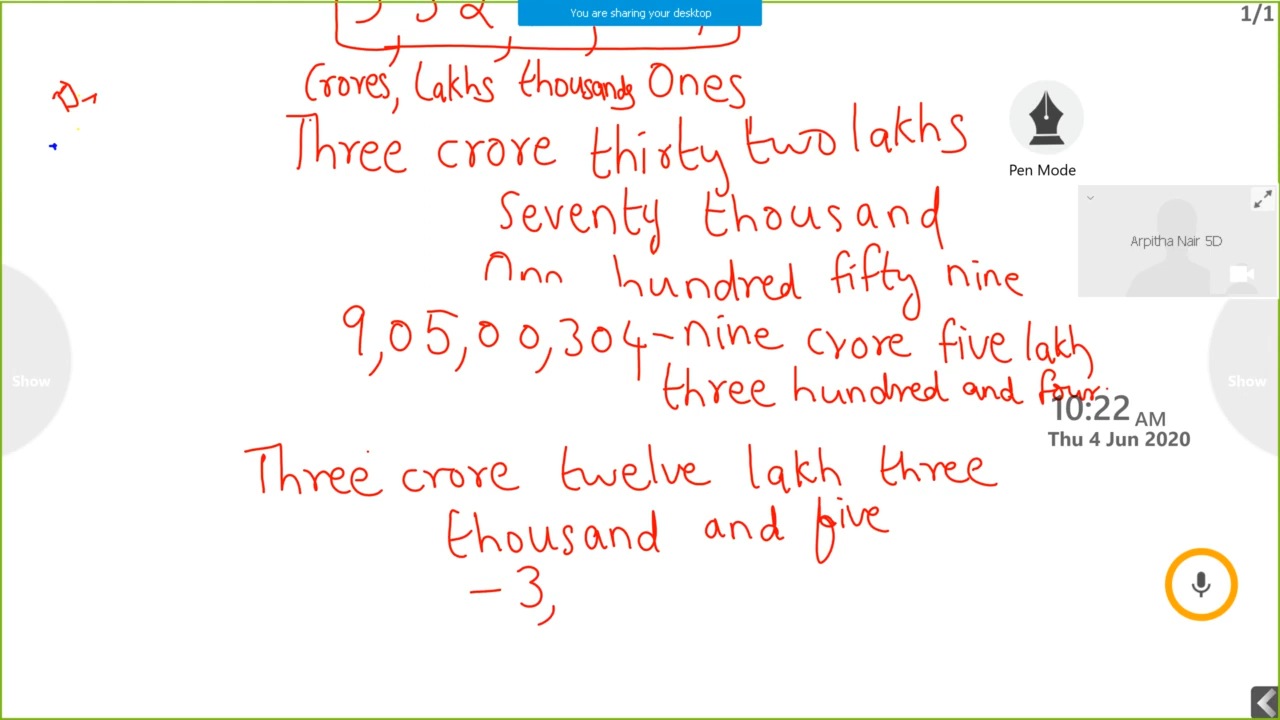 You are sharing your desktop
1/1
3 32
Crores, Lakhs thousands Ones
Three crore thirty two lakhs
Pen Mode
seventy thousand
Arpitha Nair 5D
hundred fifty nine
9,05,00,304 - nine crore five lakh
three hundred and four.
Show
Show
10:22 AM
Thu 4 Jun 2020
Three crore twelve lakh three
thousand and five
- 3,